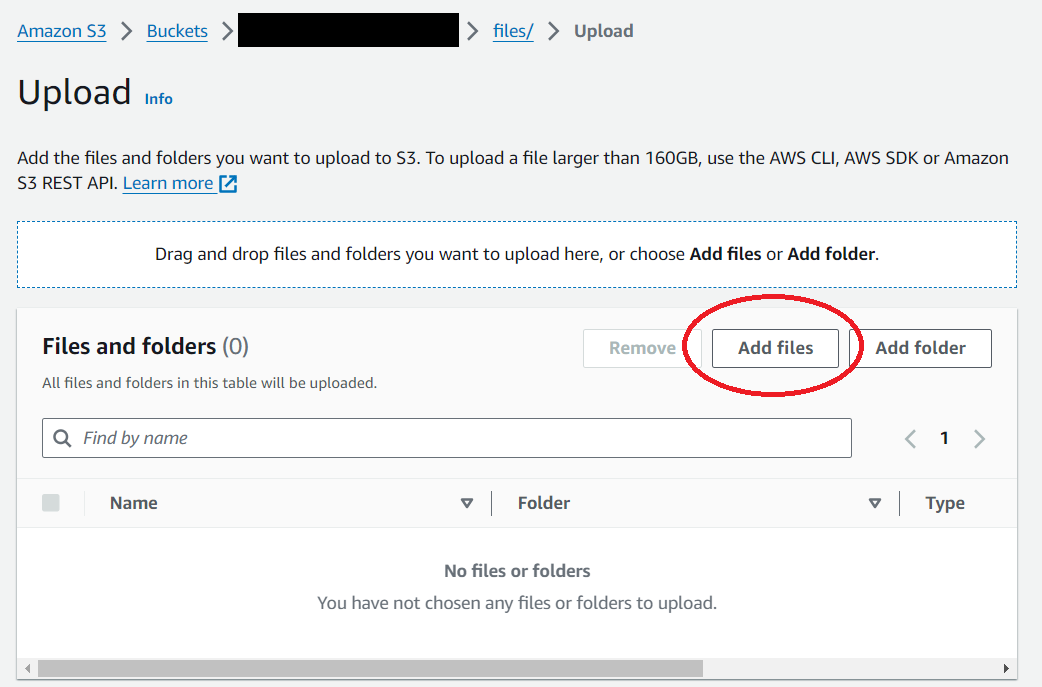 Amazon S3 > Buckets > > files/ > Upload
Upload Info
Add the files and folders you want to upload to S3. To upload a file larger than 160GB, use the AWS CLI, AWS SDK or Amazon
S3 REST API. Learn more
Drag and drop files and folders you want to upload here, or choose Add files or Add folder.
Files and folders (0)
Remove Add files Add folder
All files and folders in this table will be uploaded.
Find by name
1
Name Folder Type
No files or folders
You have not chosen any files or folders to upload.